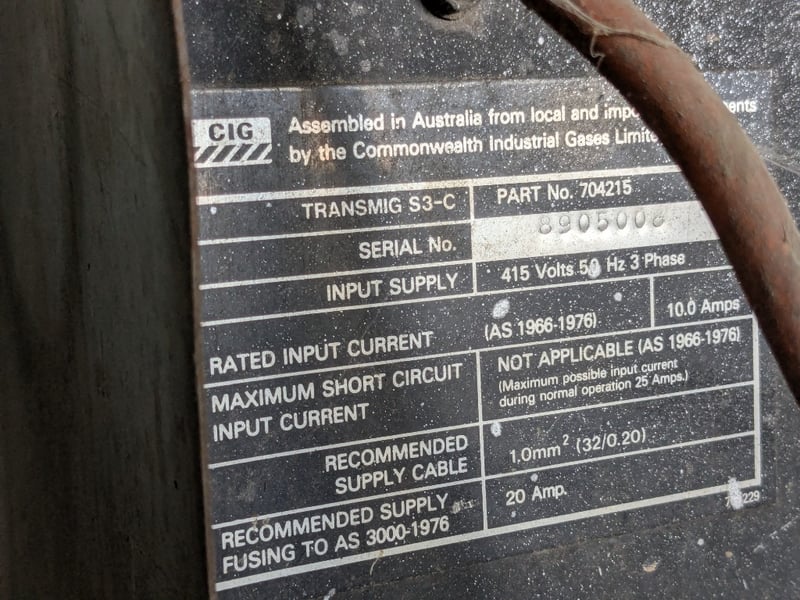 CIG
Assembled in Australia from local and
by the Commonwealth Industrial Gases
TRANSMIG S3-C
PART No. 704215
SERIAL No.
8905008
INPUT SUPPLY
415 Volts 50 Hz 3 Phase
RATED INPUT CURRENT
(AS 1966-1976)
10.0 Amps
MAXIMUM SHORT CIRCUIT
INPUT CURRENT
NOT APPLICABLE (AS 1966-1976)
(Maximum possible input current
during normal operation 25 Amps.)
RECOMMENDED
SUPPLY CABLE
1.0mm² (32/0.20)
RECOMMENDED SUPPLY
FUSING TO AS 3000-1976
20 Amp.
229